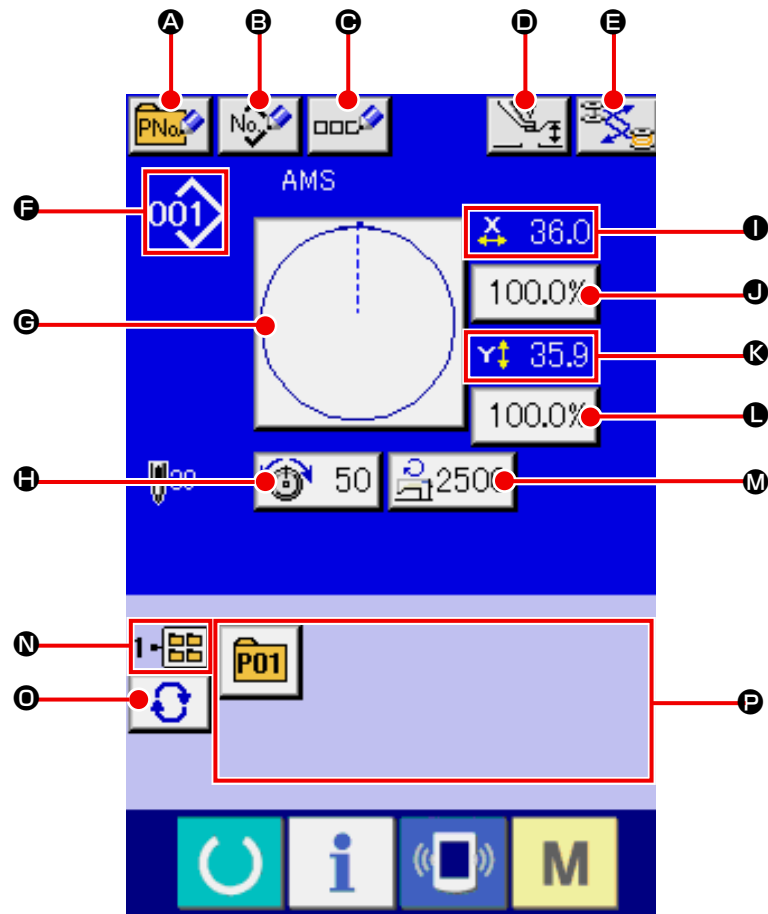 A B C D E
PNo. No.
AMS
F 001
X 36.0 I
100.0% J
G
Y 35.9 K
100.0% L
H 50 2500 M
N 1
P01
O P
i M